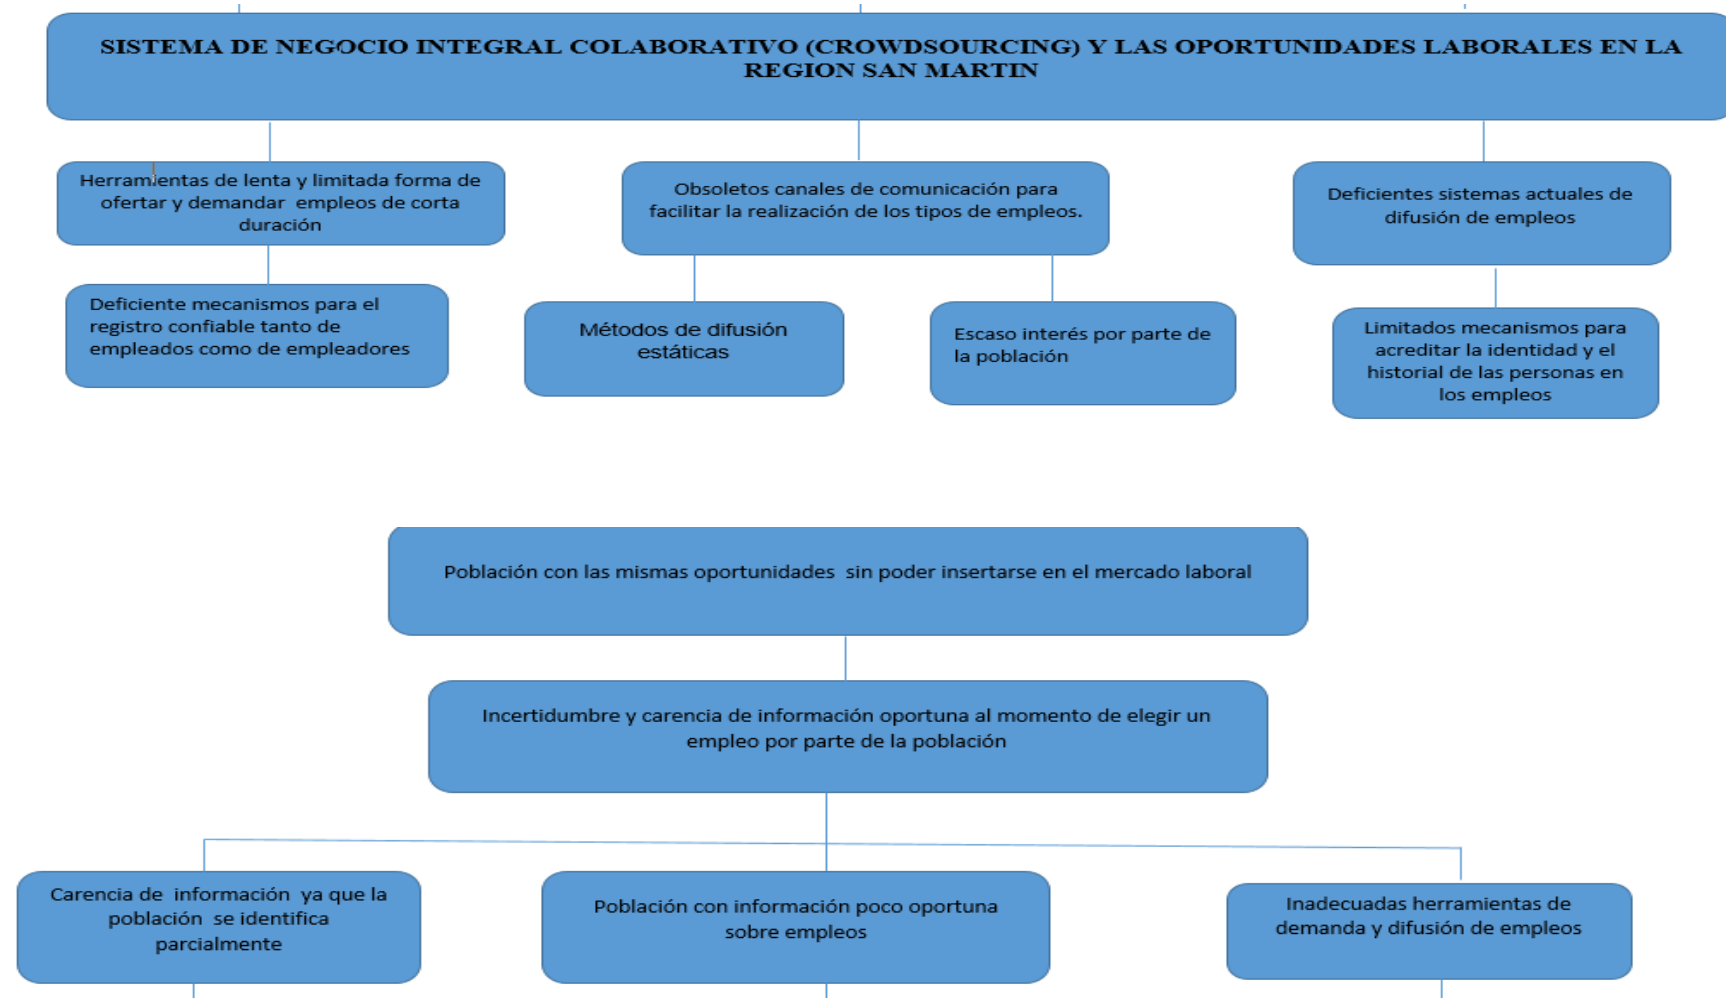 SISTEMA DE NEGOCIO INTEGRAL COLABORATIVO (CROWDSOURCING) Y LAS OPORTUNIDADES LABORALES EN LA
REGION SAN MARTIN
Herramientas de lenta y limitada forma de
ofertar y demandar empleos de corta
duración
Obsoletos canales de comunicación para
facilitar la realización de los tipos de empleos.
Deficientes sistemas actuales de
difusión de empleos
Deficiente mecanismos para el
registro confiable tanto de
empleados como de empleadores
Métodos de difusión
estáticas
Escaso interés por parte de
la población
Limitados mecanismos para
acreditar la identidad y el
historial de las personas en
los empleos
Población con las mismas oportunidades sin poder insertarse en el mercado laboral
Incertidumbre y carencia de información oportuna al momento de elegir un
empleo por parte de la población
Carencia de información ya que la
población se identifica
parcialmente
Población con información poco oportuna
sobre empleos
Inadecuadas herramientas de
demanda y difusión de empleos